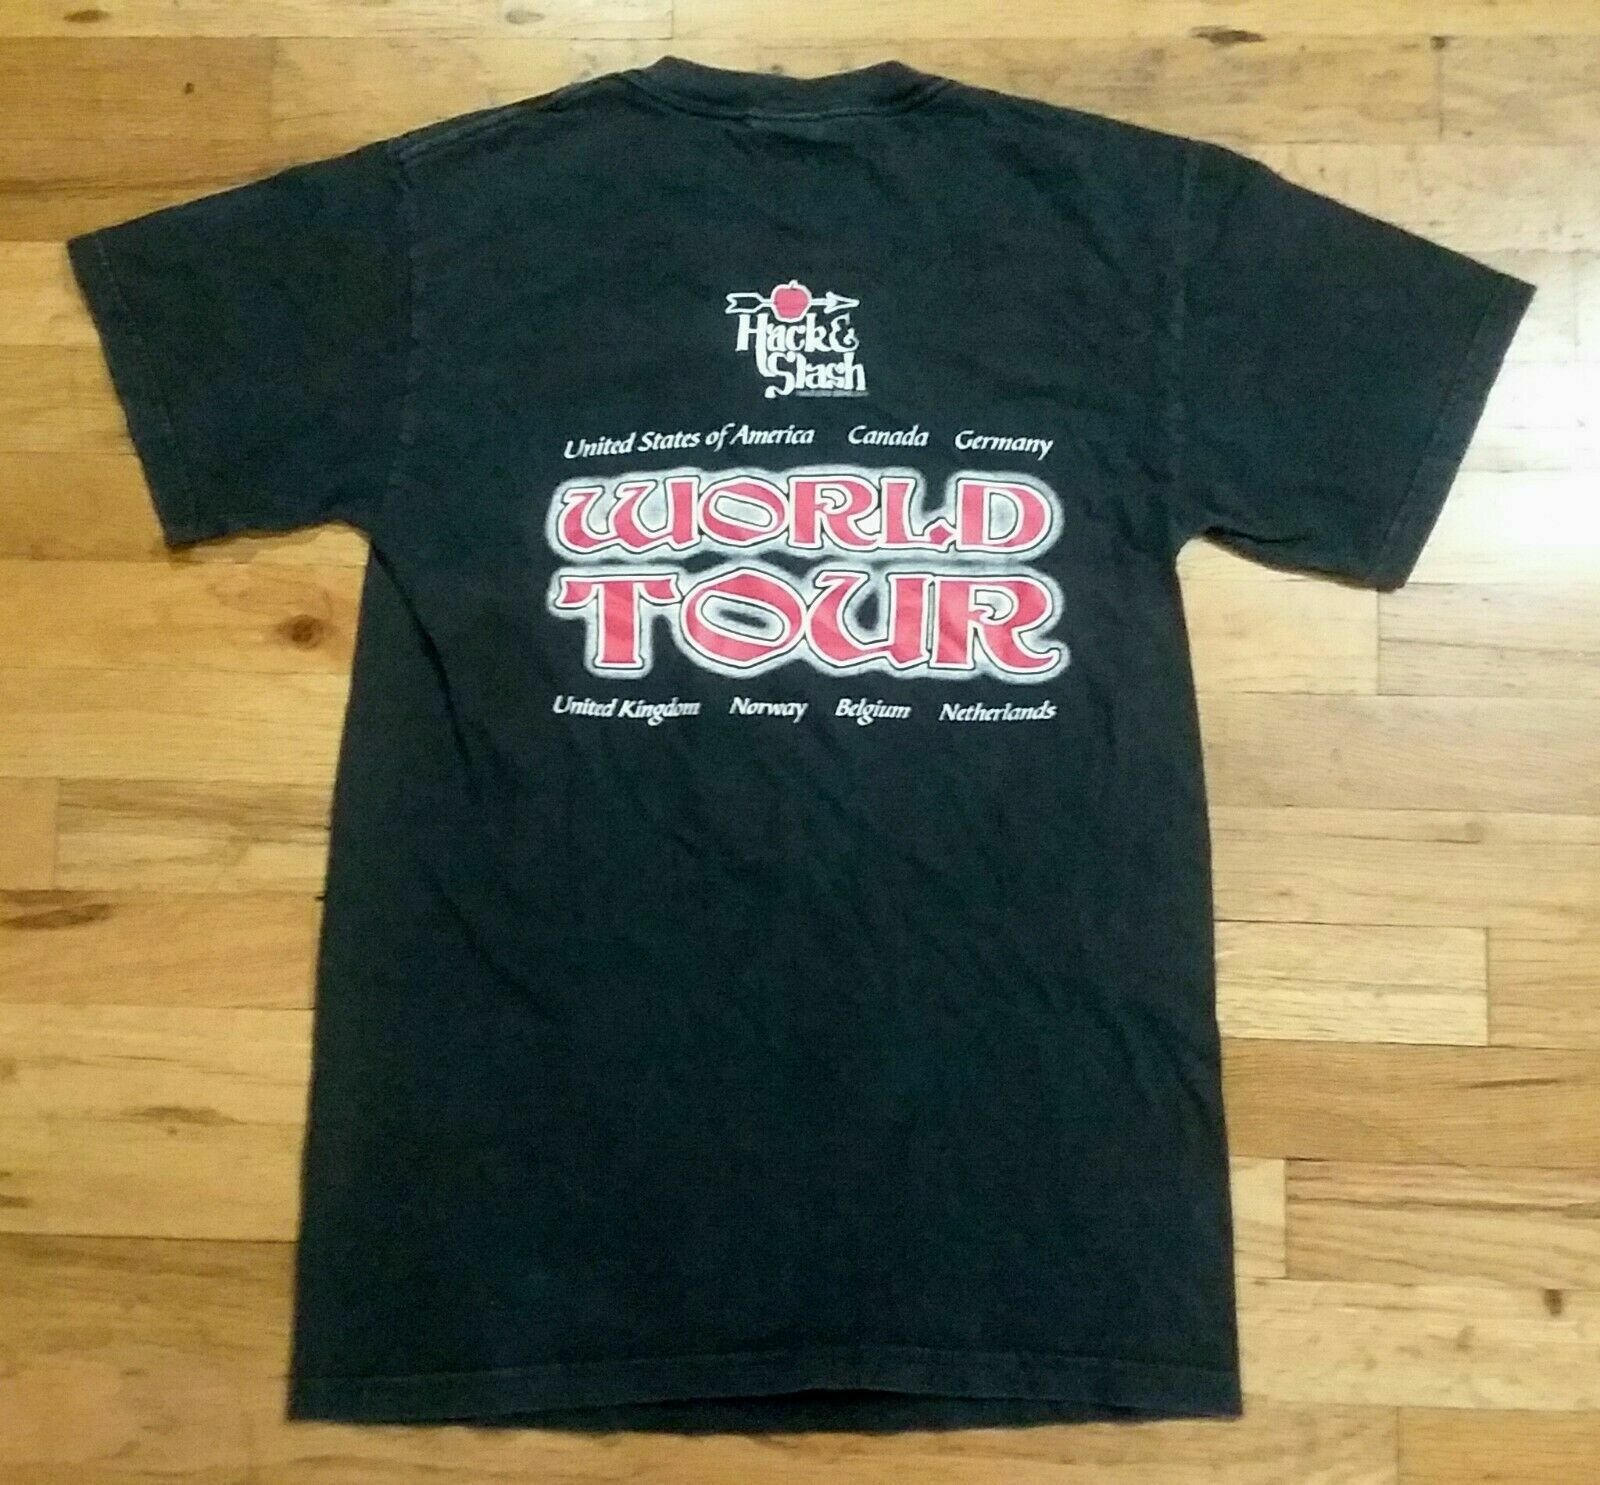 Hack &
Slash
United States of America Canada Germany
WORLD
TOUR
United Kingdom Norway Belgium Netherlands